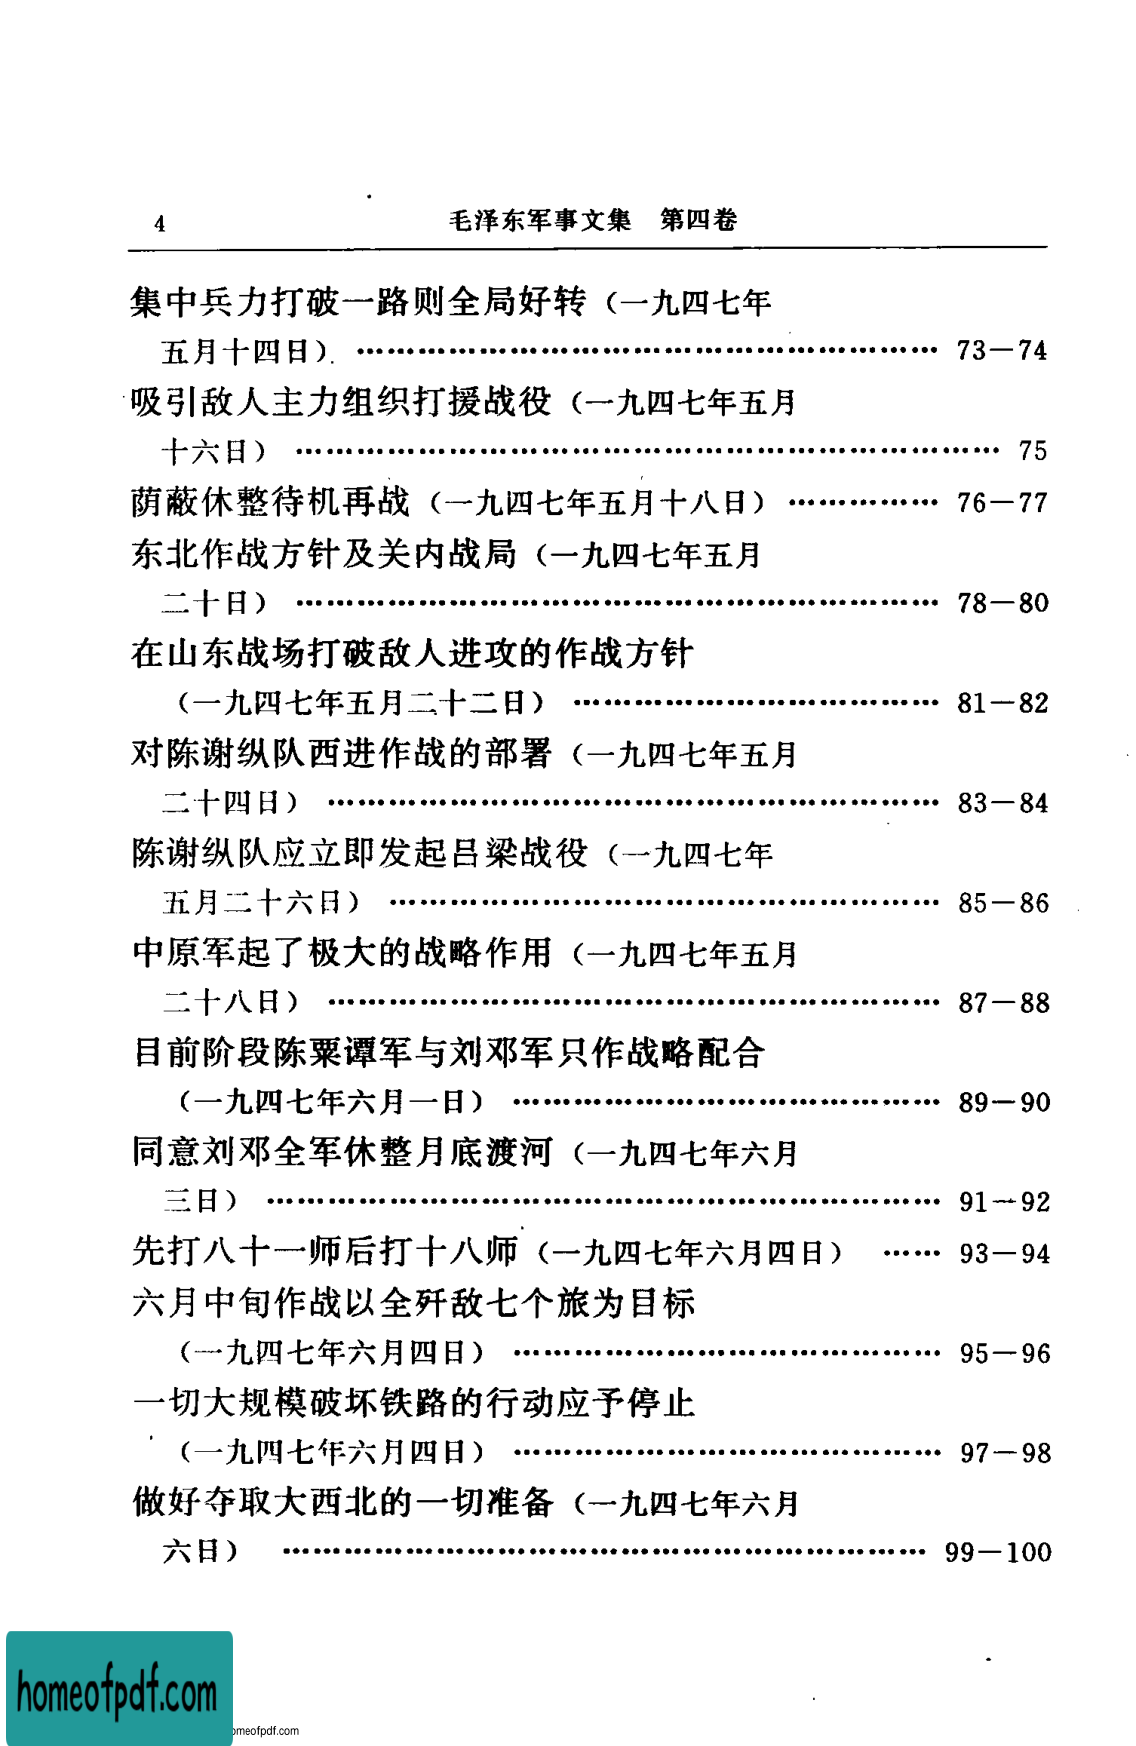 4 毛泽东军事文集 第四卷
集中兵力打破一路则全局好转（一九四七年
五月十四日）. …………………………………………… 73—74
吸引敌人主力组织打援战役（一九四七年五月
十六日） …………………………………………………… 75
荫蔽休整待机再战（一九四七年五月十八日） …………… 76—77
东北作战方针及关内战局（一九四七年五月
二十日） ………………………………………………… 78—80
在山东战场打破敌人进攻的作战方针
（一九四七年五月二十二日） ……………………………… 81—82
对陈谢纵队西进作战的部署（一九四七年五月
二十四日） ……………………………………………… 83—84
陈谢纵队应立即发起吕梁战役（一九四七年
五月二十六日） ………………………………………… 85—86
中原军起了极大的战略作用（一九四七年五月
二十八日） ……………………………………………… 87—88
目前阶段陈粟谭军与刘邓军只作战略配合
（一九四七年六月一日） ………………………………… 89—90
同意刘邓全军休整月底渡河（一九四七年六月
三日） …………………………………………………… 91—92
先打八十一师后打十八师（一九四七年六月四日） …… 93—94
六月中旬作战以全歼敌七个旅为目标
（一九四七年六月四日） ………………………………… 95—96
一切大规模破坏铁路的行动应予停止
（一九四七年六月四日） ………………………………… 97—98
做好夺取大西北的一切准备（一九四七年六月
六日） ………………………………………………… 99—100
homeofpdf.com
omeofpdf.com